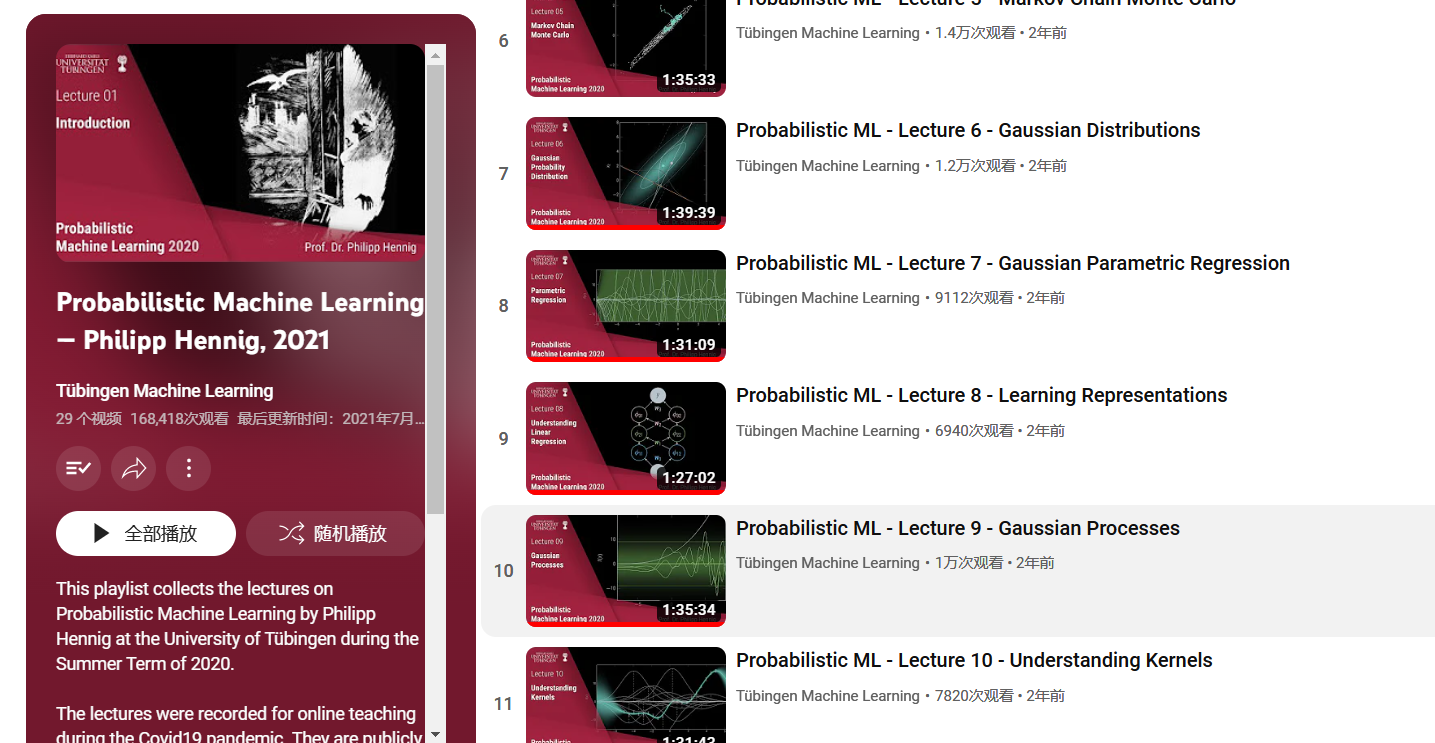 EBERHARD KARLS
UNIVERSITÄT
TÜBINGEN
Lecture 01
Introduction
Probabilistic
Machine Learning 2020
Prof. Dr. Philipp Hennig
Probabilistic Machine Learning
– Philipp Hennig, 2021
Tübingen Machine Learning
29 个视频 168,418次观看 最后更新时间：2021年7月...
全部播放
随机播放
This playlist collects the lectures on
Probabilistic Machine Learning by Philipp
Hennig at the University of Tübingen during the
Summer Term of 2020.
The lectures were recorded for online teaching
during the Covid19 pandemic. They are publicly
6
Lecture 05
Markov Chain
Monte Carlo
Probabilistic
Machine Learning 2020
1:35:33
Probabilistic ML - Lecture 5 - Markov Chain Monte Carlo
Tübingen Machine Learning • 1.4万次观看 • 2年前
7
UNIVERSITÄT
TÜBINGEN
Lecture 06
Gaussian
Probability
Distribution
Probabilistic
Machine Learning 2020
1:39:39
Probabilistic ML - Lecture 6 - Gaussian Distributions
Tübingen Machine Learning • 1.2万次观看 • 2年前
8
UNIVERSITÄT
TÜBINGEN
Lecture 07
Parametric
Regression
Probabilistic
Machine Learning 2020
1:31:09
Probabilistic ML - Lecture 7 - Gaussian Parametric Regression
Tübingen Machine Learning • 9112次观看 • 2年前
9
UNIVERSITÄT
TÜBINGEN
Lecture 08
Understanding
Linear
Regression
Probabilistic
Machine Learning 2020
1:27:02
Probabilistic ML - Lecture 8 - Learning Representations
Tübingen Machine Learning • 6940次观看 • 2年前
10
UNIVERSITÄT
TÜBINGEN
Lecture 09
Gaussian
Processes
Probabilistic
Machine Learning 2020
1:35:34
Probabilistic ML - Lecture 9 - Gaussian Processes
Tübingen Machine Learning • 1万次观看 • 2年前
11
UNIVERSITÄT
TÜBINGEN
Lecture 10
Understanding
Kernels
Probabilistic
1:31:43
Probabilistic ML - Lecture 10 - Understanding Kernels
Tübingen Machine Learning • 7820次观看 • 2年前